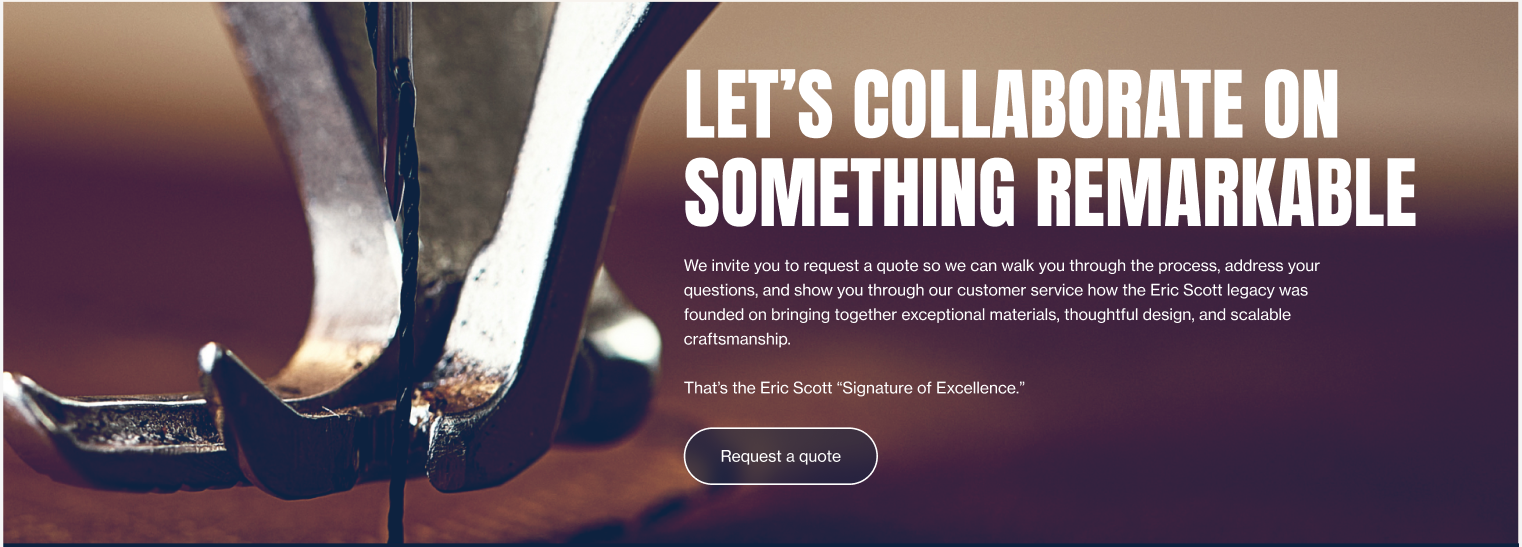 LET’S COLLABORATE ON
SOMETHING REMARKABLE
We invite you to request a quote so we can walk you through the process, address your
questions, and show you through our customer service how the Eric Scott legacy was
founded on bringing together exceptional materials, thoughtful design, and scalable
craftsmanship.
That’s the Eric Scott “Signature of Excellence.”
Request a quote